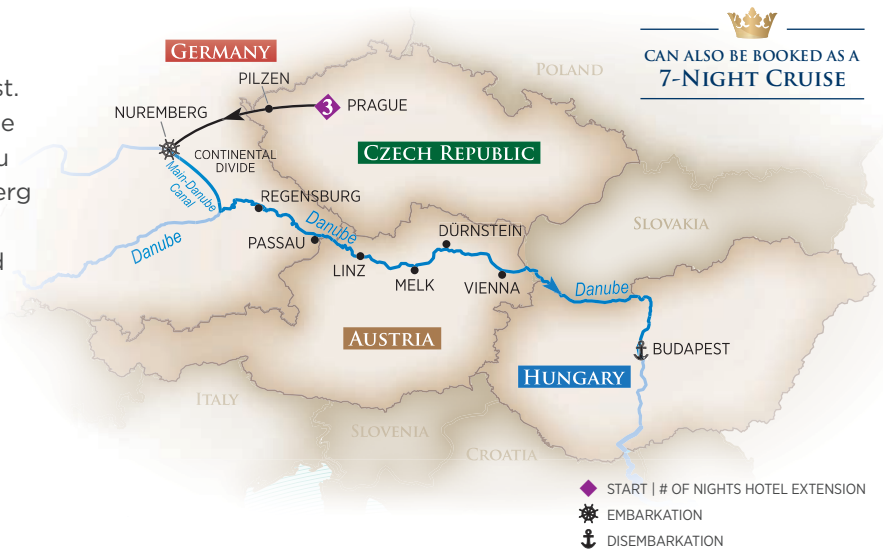 CAN ALSO BE BOOKED AS A
7-NIGHT CRUISE
GERMANY
POLAND
PILZEN
3
PRAGUE
NUREMBERG
CONTINENTAL
DIVIDE
CZECH REPUBLIC
Main-Danube
Canal
REGENSBURG
Danube
SLOVAKIA
Danube
PASSAU
DÜRNSTEIN
LINZ
MELK
VIENNA
Danube
AUSTRIA
BUDAPEST
HUNGARY
ITALY
SLOVENIA
CROATIA
START | # OF NIGHTS HOTEL EXTENSION
EMBARKATION
DISEMBARKATION
st.
e
u
erg
d